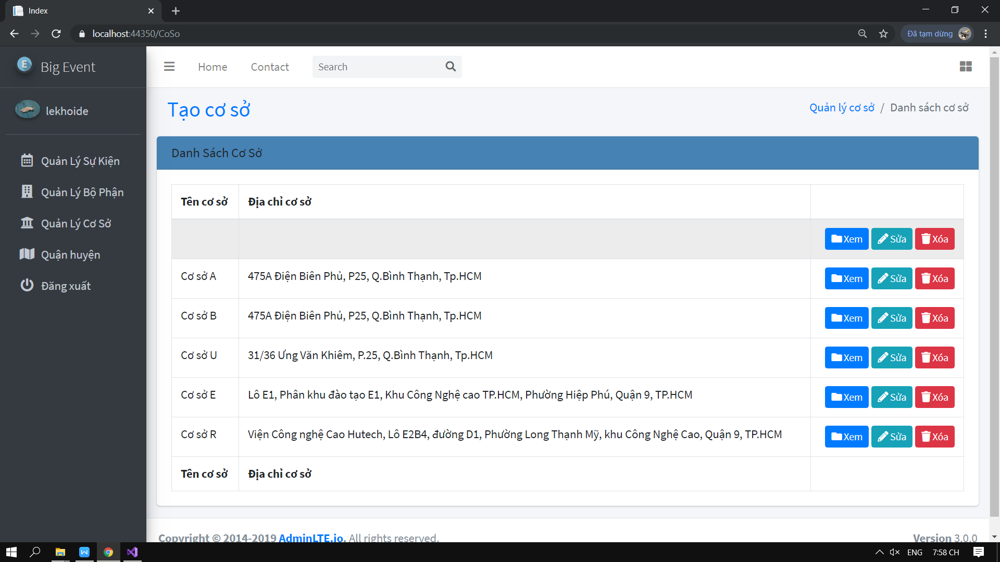 Index
localhost:44350/CoSo
Đã tạm dừng
E Big Event
Home Contact Search
lekhoide
Tạo cơ sở
Quản lý cơ sở / Danh sách cơ sở
Quản Lý Sự Kiện
Quản Lý Bộ Phận
Quản Lý Cơ Sở
Quận huyện
Đăng xuất
Danh Sách Cơ Sở
Tên cơ sở Địa chỉ cơ sở
Xem Sửa Xóa
Cơ sở A 475A Điện Biên Phủ, P25, Q.Bình Thạnh, Tp.HCM Xem Sửa Xóa
Cơ sở B 475A Điện Biên Phủ, P25, Q.Bình Thạnh, Tp.HCM Xem Sửa Xóa
Cơ sở U 31/36 Ưng Văn Khiêm, P.25, Q.Bình Thạnh, Tp.HCM Xem Sửa Xóa
Cơ sở E Lô E1, Phân khu đào tạo E1, Khu Công Nghệ cao TP.HCM, Phường Hiệp Phú, Quận 9, TP.HCM Xem Sửa Xóa
Cơ sở R Viện Công nghệ Cao Hutech, Lô E2B4, đường D1, Phường Long Thạnh Mỹ, khu Công Nghệ Cao, Quận 9, TP.HCM Xem Sửa Xóa
Tên cơ sở Địa chỉ cơ sở
Copyright © 2014-2019 AdminLTE.io. All rights reserved.
Version 3.0.0
ENG 7:58 CH